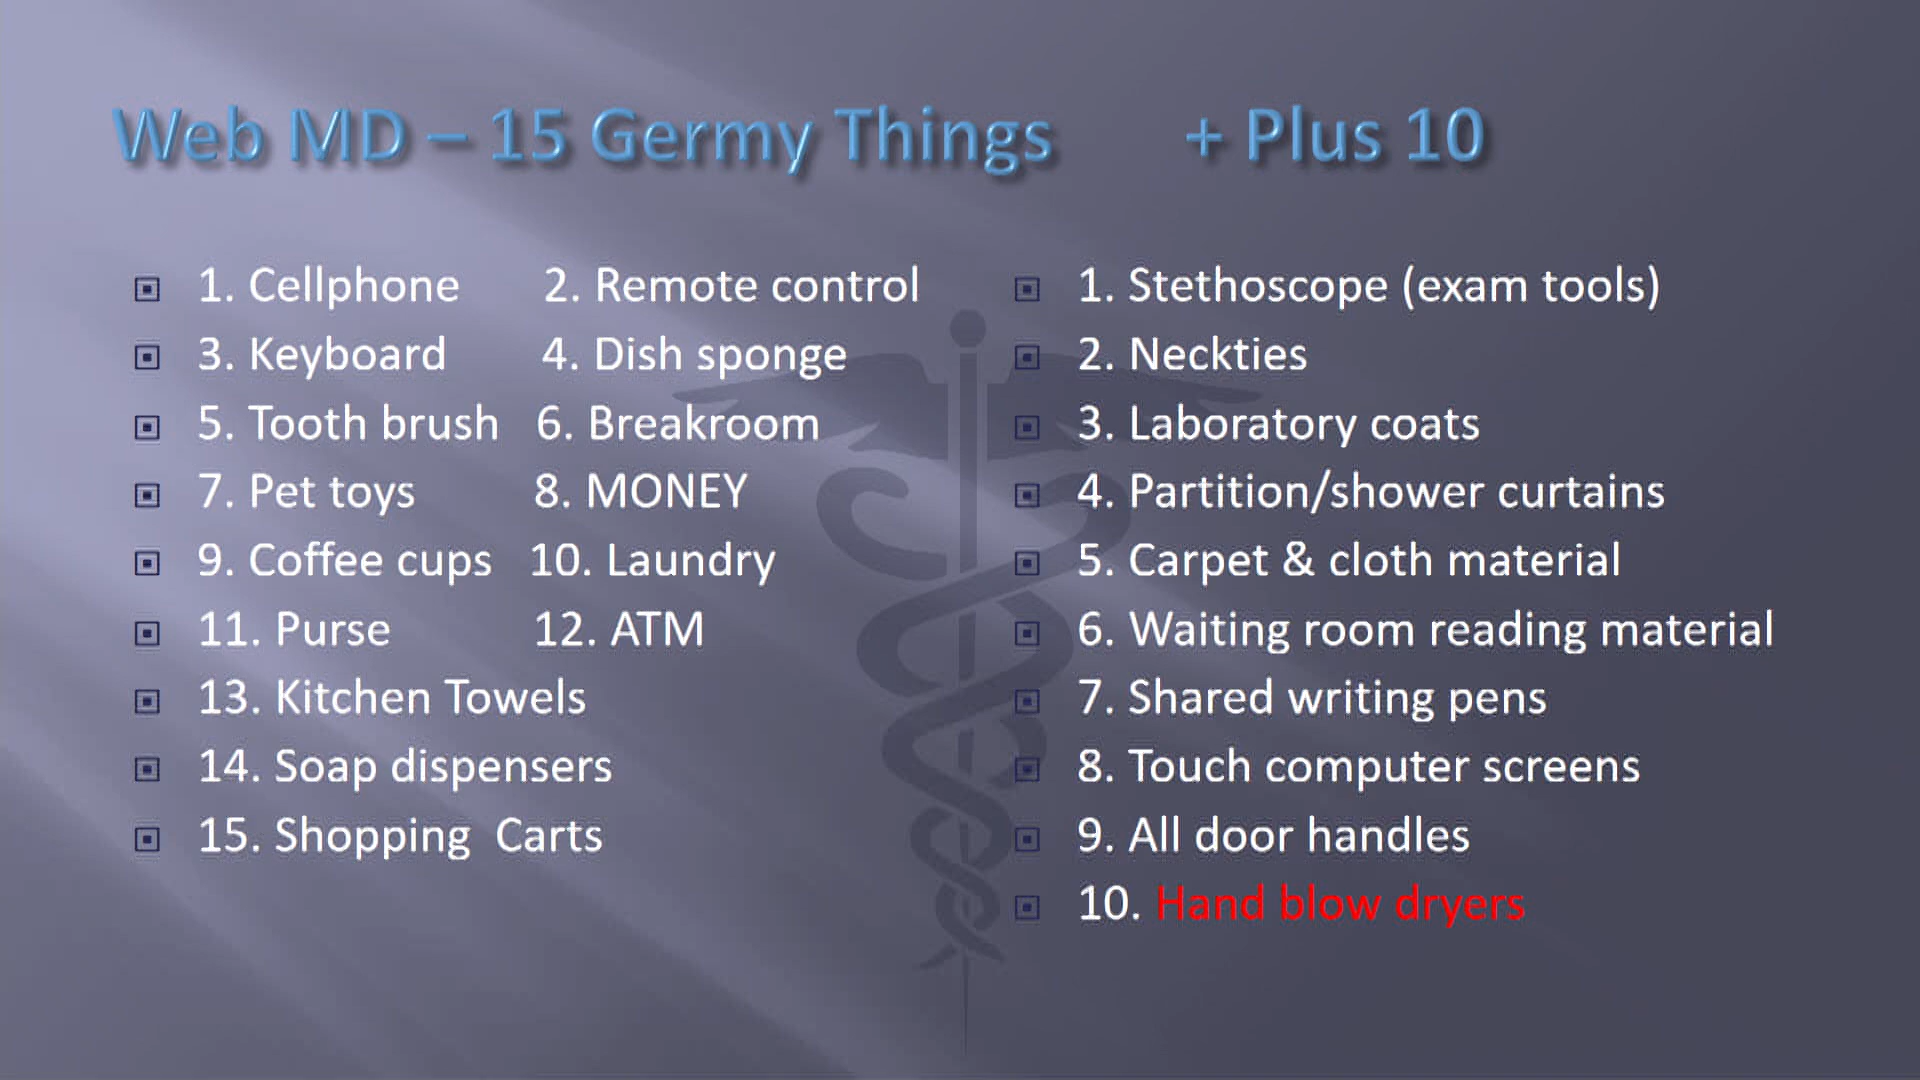 Web MD – 15 Germy Things + Plus 10
1. Cellphone 2. Remote control
3. Keyboard 4. Dish sponge
5. Tooth brush 6. Breakroom
7. Pet toys 8. MONEY
9. Coffee cups 10. Laundry
11. Purse 12. ATM
13. Kitchen Towels
14. Soap dispensers
15. Shopping Carts
1. Stethoscope (exam tools)
2. Neckties
3. Laboratory coats
4. Partition/shower curtains
5. Carpet & cloth material
6. Waiting room reading material
7. Shared writing pens
8. Touch computer screens
9. All door handles
10. Hand blow dryers